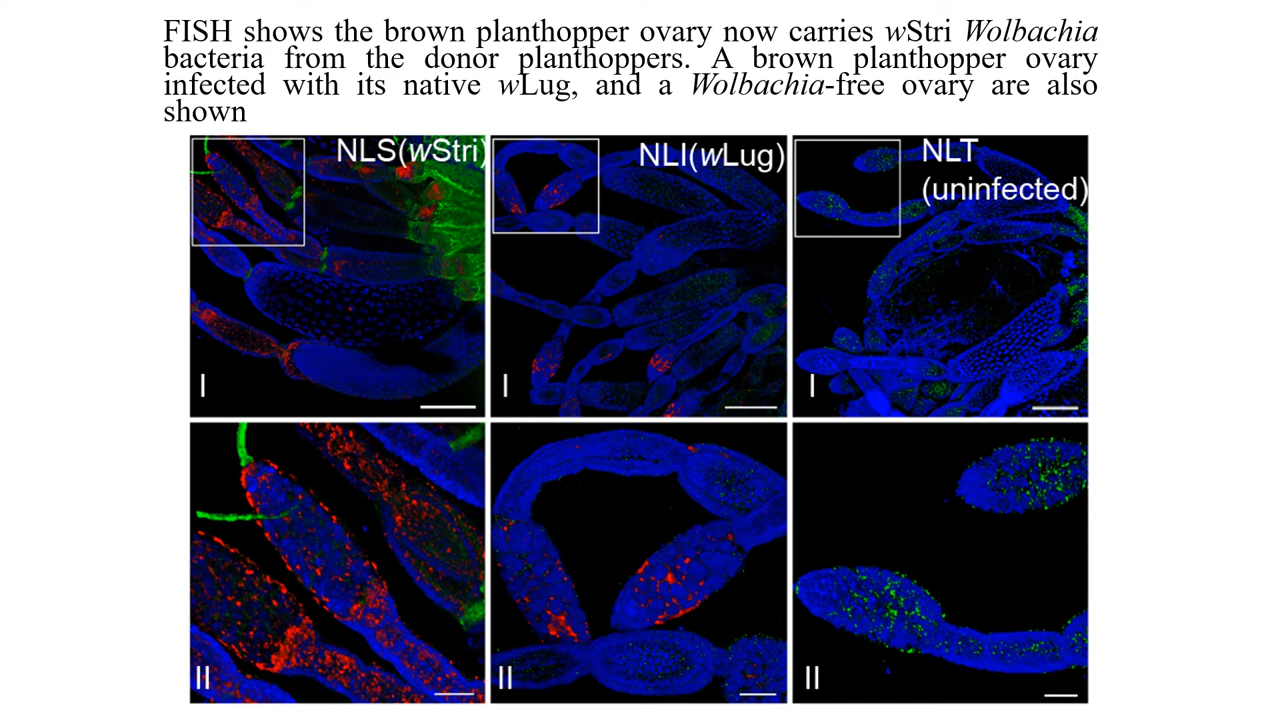 FISH shows the brown planthopper ovary now carries wStri Wolbachia
bacteria from the donor planthoppers. A brown planthopper ovary
infected with its native wLug, and a Wolbachia-free ovary are also
shown
NLS(wStri)
NLI(wLug)
NLT
(uninfected)
I
I
I
II
II
II